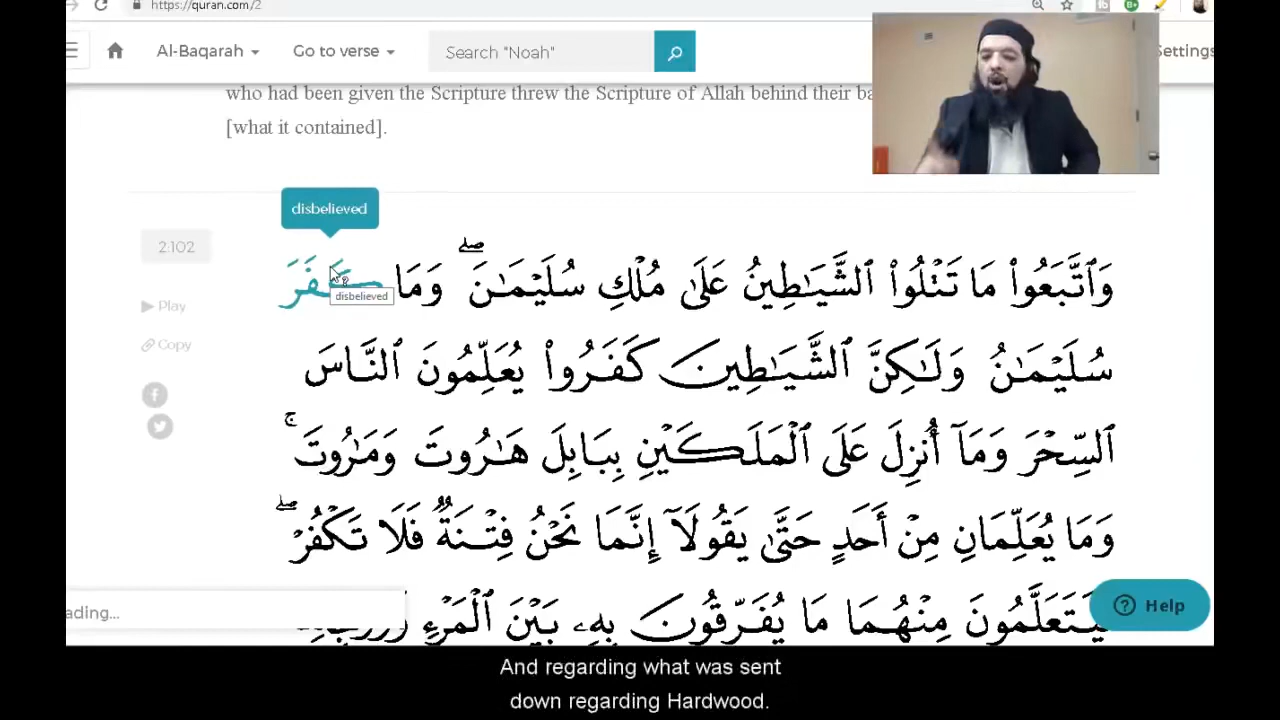 https://quran.com/2
Al-Baqarah
Go to verse
Search "Noah"
Settings
who had been given the Scripture threw the Scripture of Allah behind their
[what it contained].
disbelieved
2:102
وَٱتَّبَعُوا۟ مَا تَتْلُوا۟ ٱلشَّيَـٰطِينُ عَلَىٰ مُلْكِ سُلَيْمَـٰنَ ۖ وَمَا كَفَرَ
disbelieved
Play
سُلَيْمَـٰنُ وَلَـٰكِنَّ ٱلشَّيَـٰطِينَ كَفَرُوا۟ يُعَلِّمُونَ ٱلنَّاسَ
Copy
ٱلسِّحْرَ وَمَآ أُنزِلَ عَلَى ٱلْمَلَكَيْنِ بِبَابِلَ هَـٰرُوتَ وَمَـٰرُوتَ ۚ
وَمَا يُعَلِّمَانِ مِنْ أَحَدٍ حَتَّىٰ يَقُولَآ إِنَّمَا نَحْنُ فِتْنَةٌ فَلَا تَكْفُرْ ۖ
فَيَتَعَلَّمُونَ مِنْهُمَا مَا يُفَرِّقُونَ بِهِۦ بَيْنَ ٱلْمَرْءِ
ading...
Help
And regarding what was sent
down regarding Hardwood.